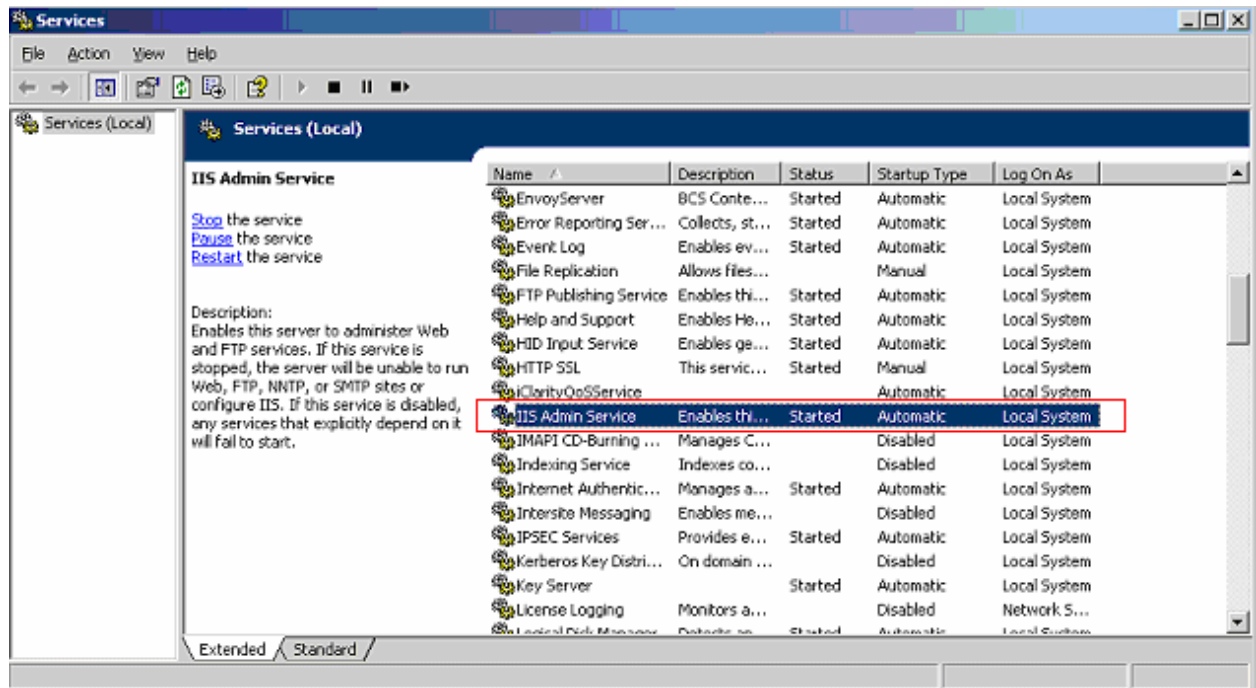 Services
File Action View Help
Services (Local)
Services (Local)
IIS Admin Service
Stop the service
Pause the service
Restart the service
Description:
Enables this server to administer Web
and FTP services. If this service is
stopped, the server will be unable to run
Web, FTP, NNTP, or SMTP sites or
configure IIS. If this service is disabled,
any services that explicitly depend on it
will fail to start.
Name Description Status Startup Type Log On As
EnvoyServer BCS Conte... Started Automatic Local System
Error Reporting Ser... Collects, st... Started Automatic Local System
Event Log Enables ev... Started Automatic Local System
File Replication Allows files... Manual Local System
FTP Publishing Service Enables thi... Started Automatic Local System
Help and Support Enables He... Started Automatic Local System
HID Input Service Enables ge... Started Automatic Local System
HTTP SSL This servic... Started Manual Local System
iClarityQoSService Automatic Local System
IIS Admin Service Enables thi... Started Automatic Local System
IMAPI CD-Burning ... Manages C... Disabled Local System
Indexing Service Indexes co... Disabled Local System
Internet Authentic... Manages a... Started Automatic Local System
Intersite Messaging Enables me... Disabled Local System
IPSEC Services Provides e... Started Automatic Local System
Kerberos Key Distri... On domain ... Disabled Local System
Key Server Started Automatic Local System
License Logging Monitors a... Disabled Network S...
Logical Disk Manager Detects an... Started Automatic Local System
Extended Standard